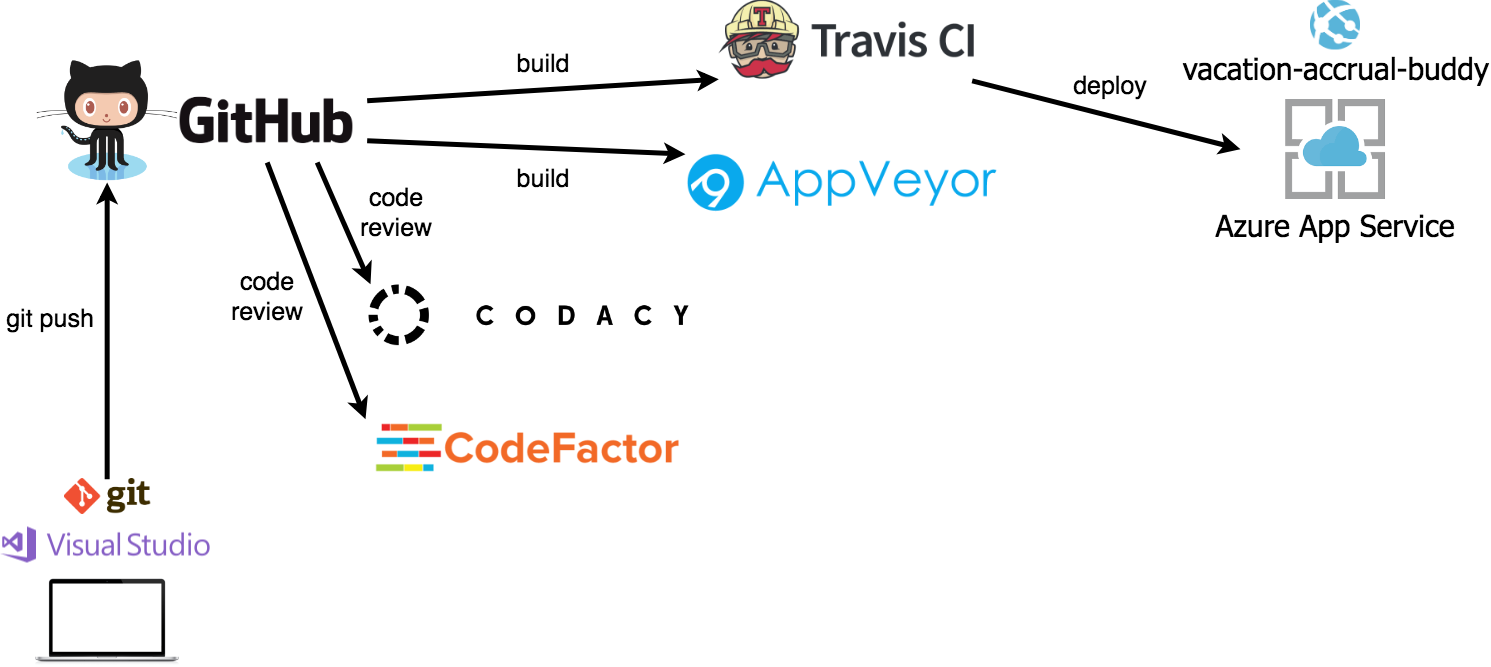 build
Travis CI
vacation-accrual-buddy
deploy
GitHub
build
AppVeyor
Azure App Service
code
review
code
review
CODACY
git push
CodeFactor
git
Visual Studio